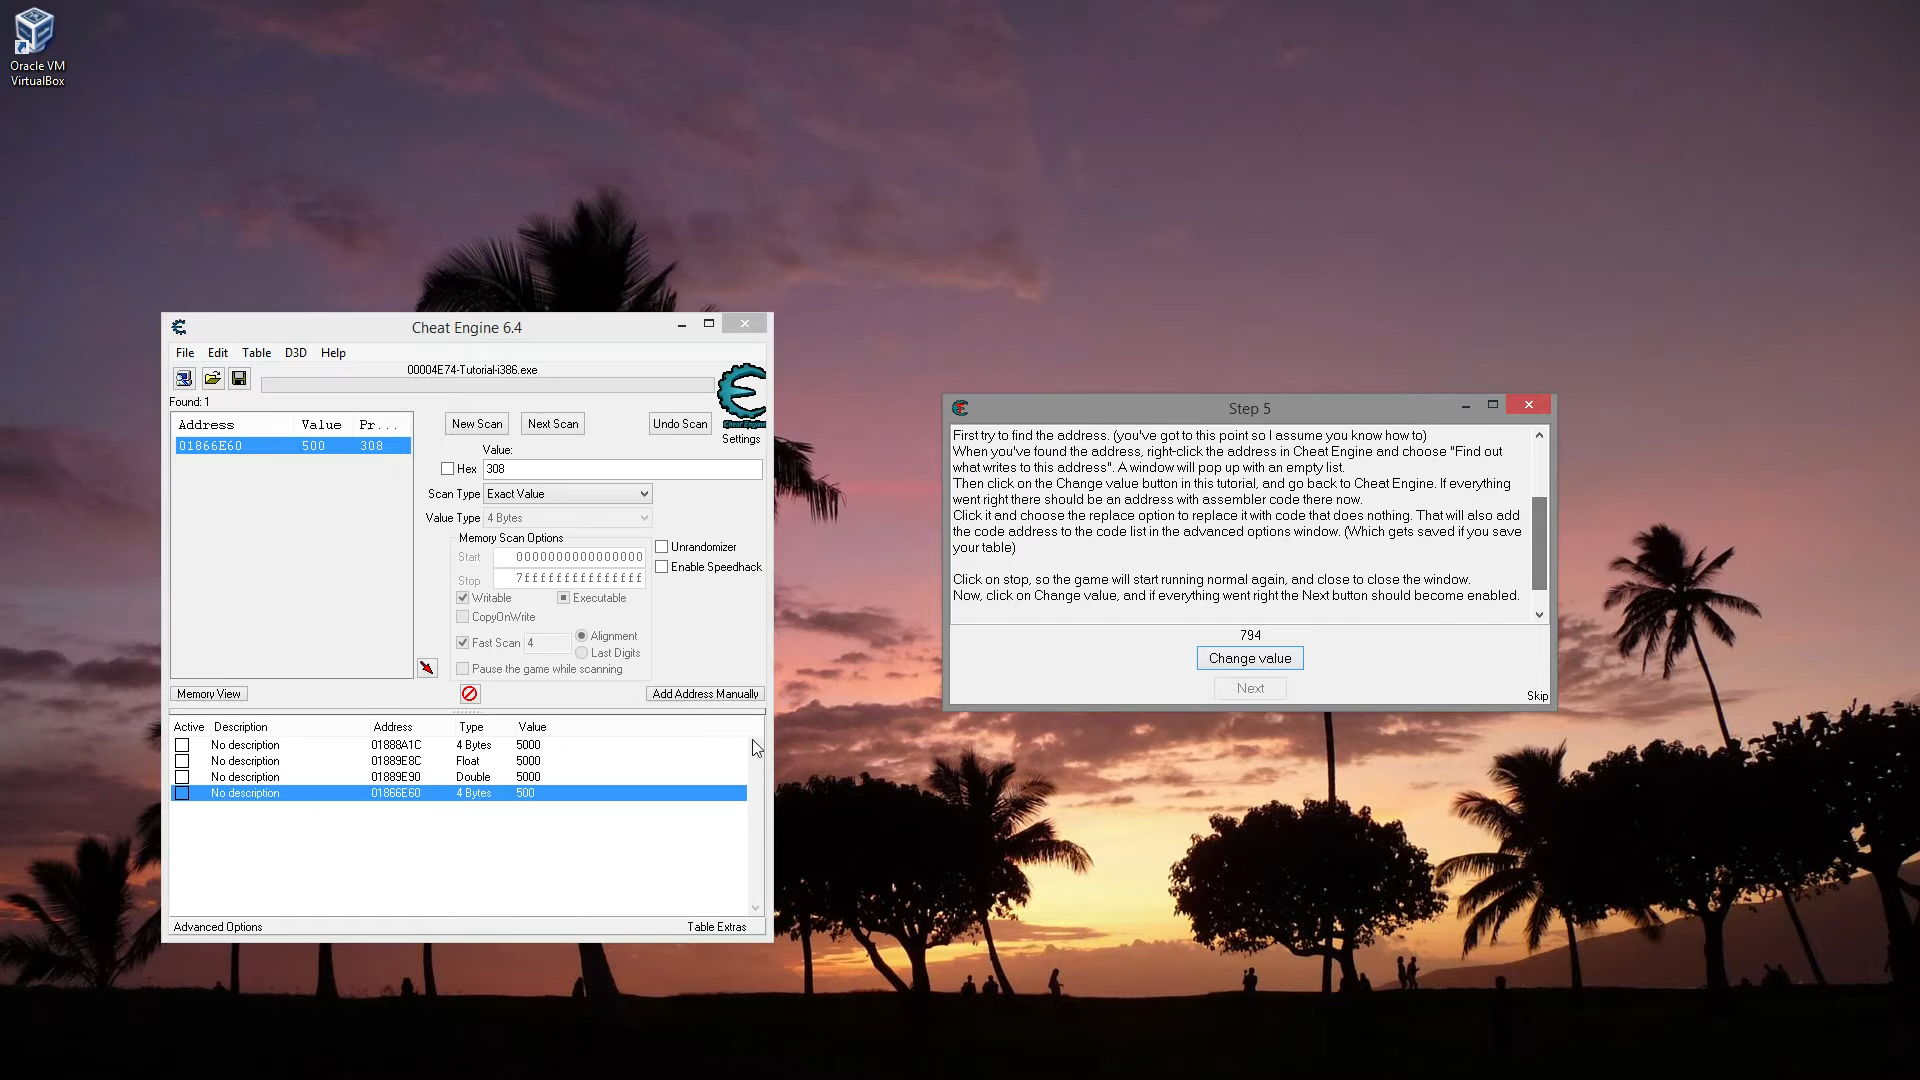 Oracle VM
VirtualBox
Cheat Engine 6.4
File Edit Table D3D Help
00004E74-Tutorial-i386.exe
Found: 1
Address Value Pr...
01866E60 500 308
New Scan Next Scan Undo Scan
Cheat Engine
Settings
Value:
Hex 308
Scan Type Exact Value
Value Type 4 Bytes
Memory Scan Options
Start 0000000000000000
Stop 7fffffffffffffff
Unrandomizer
Enable Speedhack
Writable Executable
CopyOnWrite
Fast Scan 4 Alignment
Last Digits
Pause the game while scanning
Memory View Add Address Manually
Active Description Address Type Value
No description 01888A1C 4 Bytes 5000
No description 01889E8C Float 5000
No description 01889E90 Double 5000
No description 01866E60 4 Bytes 500
Advanced Options Table Extras
Step 5
First try to find the address. (you've got to this point so I assume you know how to)
When you've found the address, right-click the address in Cheat Engine and choose "Find out
what writes to this address". A window will pop up with an empty list.
Then click on the Change value button in this tutorial, and go back to Cheat Engine. If everything
went right there should be an address with assembler code there now.
Click it and choose the replace option to replace it with code that does nothing. That will also add
the code address to the code list in the advanced options window. (Which gets saved if you save
your table)
Click on stop, so the game will start running normal again, and close to close the window.
Now, click on Change value, and if everything went right the Next button should become enabled.
794
Change value
Next
Skip